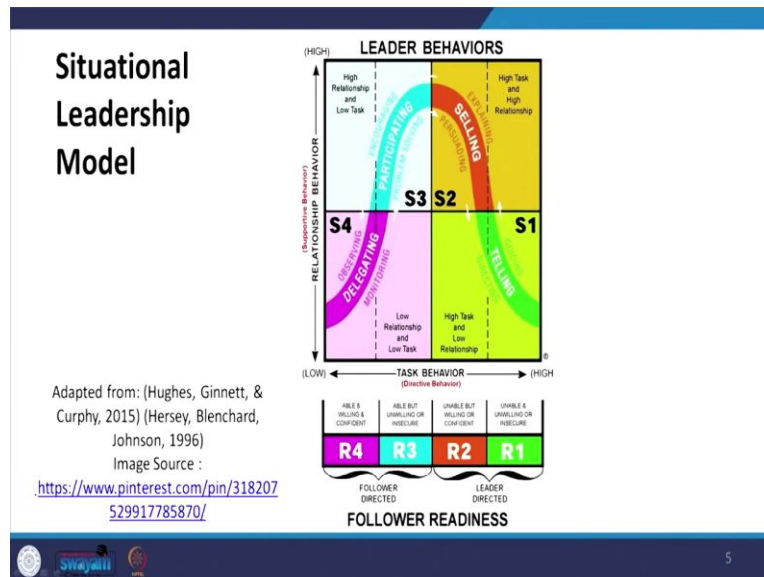 Situational
Leadership
Model
Adapted from: (Hughes, Ginnett, &
Curphy, 2015) (Hersey, Blenchard,
Johnson, 1996)
Image Source :
https://www.pinterest.com/pin/318207
529917785870/
LEADER BEHAVIORS
(HIGH)
High
Relationship
and
Low Task
High Task
and
High
Relationship
ENCOURAGING
PARTICIPATING
PROBLEM SOLVING
EXPLAINING
SELLING
PERSUADING
S3 S2
S4
S1
(Supportive Behavior)
RELATIONSHIP BEHAVIOR
OBSERVING
DELEGATING
MONITORING
GUIDING
TELLING
DIRECTING
Low
Relationship
and
Low Task
High Task
and
Low
Relationship
®
(LOW)
TASK BEHAVIOR
(HIGH
(Directive Behavior)
ABLE &
WILLING &
CONFIDENT
ABLE BUT
UNWILLING OR
INSECURE
UNABLE BUT
WILLING OR
CONFIDENT
UNABLE &
UNWILLING OR
INSECURE
R4 R3 R2 R1
FOLLOWER
DIRECTED
LEADER
DIRECTED
FOLLOWER READINESS
swayam
5